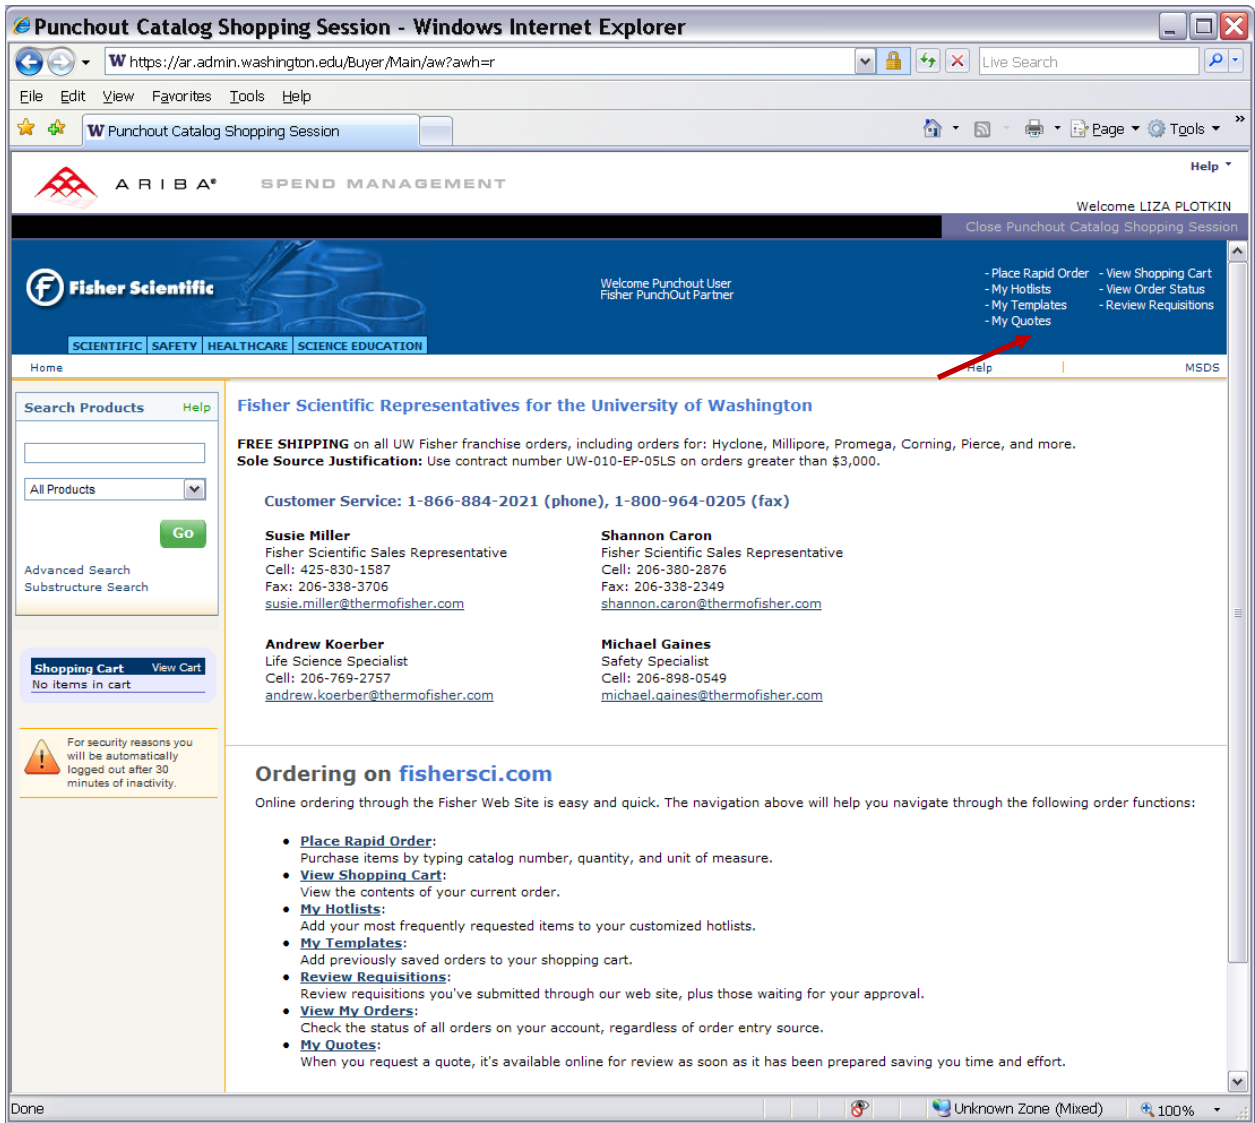 Punchout Catalog Shopping Session - Windows Internet Explorer
W https://ar.admin.washington.edu/Buyer/Main/aw?awh=r
Live Search
File Edit View Favorites Tools Help
W Punchout Catalog Shopping Session
Page Tools »
Help
ARIBA® SPEND MANAGEMENT
Welcome LIZA PLOTKIN
Close Punchout Catalog Shopping Session
Fisher Scientific
Welcome Punchout User
Fisher PunchOut Partner
- Place Rapid Order - View Shopping Cart
- My Hotlists - View Order Status
- My Templates - Review Requisitions
- My Quotes
SCIENTIFIC SAFETY HEALTHCARE SCIENCE EDUCATION
Home Help | MSDS
Search Products Help
All Products
Go
Advanced Search
Substructure Search
Shopping Cart View Cart
No items in cart
For security reasons you
will be automatically
logged out after 30
minutes of inactivity.
Fisher Scientific Representatives for the University of Washington
FREE SHIPPING on all UW Fisher franchise orders, including orders for: Hyclone, Millipore, Promega, Corning, Pierce, and more.
Sole Source Justification: Use contract number UW-010-EP-05LS on orders greater than $3,000.
Customer Service: 1-866-884-2021 (phone), 1-800-964-0205 (fax)
Susie Miller
Fisher Scientific Sales Representative
Cell: 425-830-1587
Fax: 206-338-3706
susie.miller@thermofisher.com
Shannon Caron
Fisher Scientific Sales Representative
Cell: 206-380-2876
Fax: 206-338-2349
shannon.caron@thermofisher.com
Andrew Koerber
Life Science Specialist
Cell: 206-769-2757
andrew.koerber@thermofisher.com
Michael Gaines
Safety Specialist
Cell: 206-898-0549
michael.gaines@thermofisher.com
Ordering on fishersci.com
Online ordering through the Fisher Web Site is easy and quick. The navigation above will help you navigate through the following order functions:
• Place Rapid Order:
Purchase items by typing catalog number, quantity, and unit of measure.
• View Shopping Cart:
View the contents of your current order.
• My Hotlists:
Add your most frequently requested items to your customized hotlists.
• My Templates:
Add previously saved orders to your shopping cart.
• Review Requisitions:
Review requisitions you've submitted through our web site, plus those waiting for your approval.
• View My Orders:
Check the status of all orders on your account, regardless of order entry source.
• My Quotes:
When you request a quote, it's available online for review as soon as it has been prepared saving you time and effort.
Done Unknown Zone (Mixed) 100%